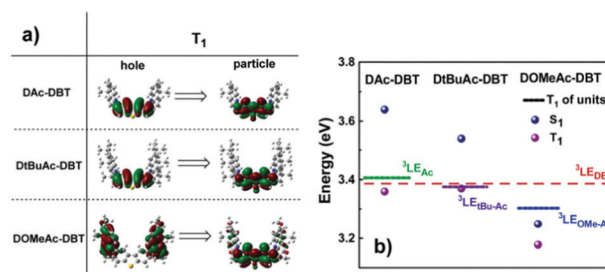 a)
T1
hole
particle
DAc-DBT
DtBuAc-DBT
DOMeAc-DBT
3.8
3.6
3.4
3.2
Energy (eV)
DAc-DBT DtBuAc-DBT DOMeAc-DBT
T1 of units
S1
T1
3LEAc
3LEDB
3LEtBu-Ac
3LEOMe-A
b)